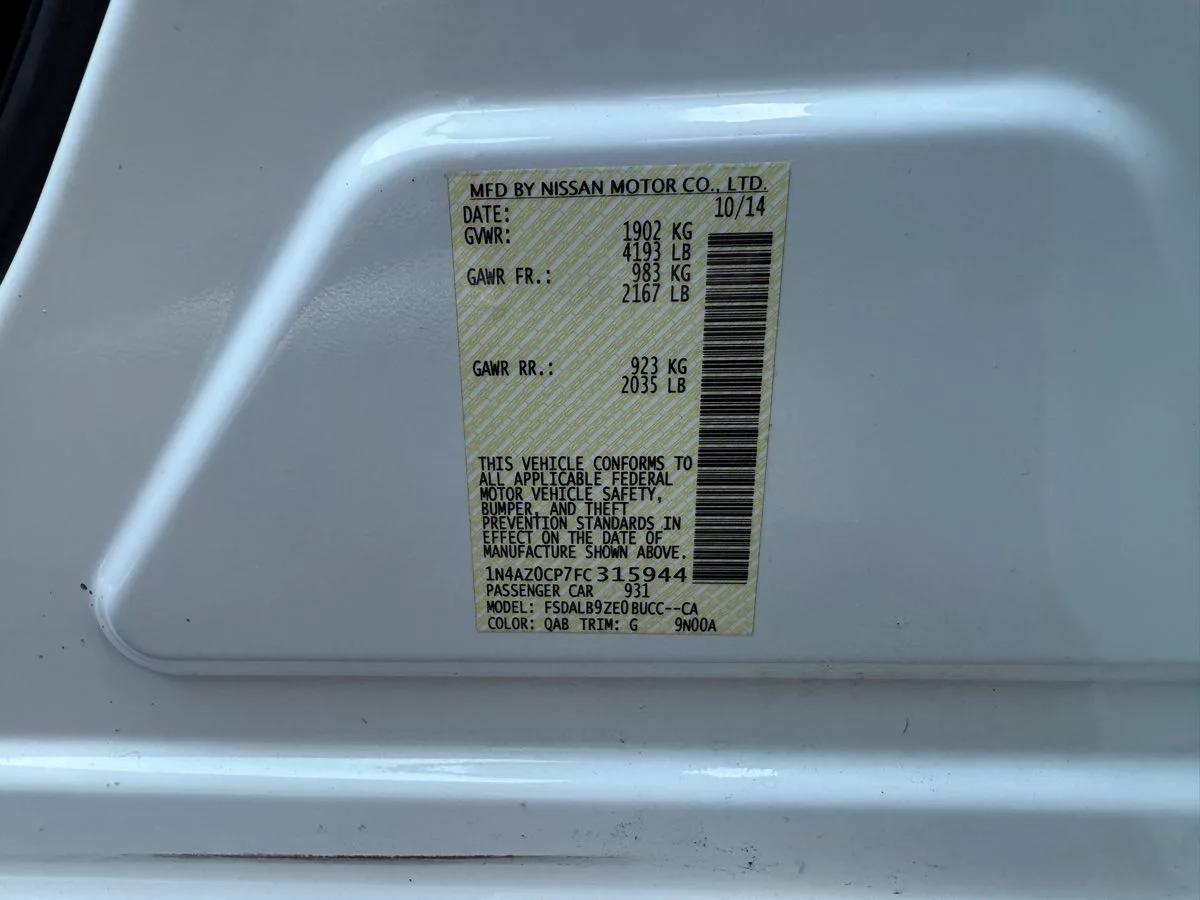 MFD BY NISSAN MOTOR CO., LTD.
DATE: 10/14
GVWR: 1902 KG
4193 LB
GAWR FR.: 983 KG
2167 LB
GAWR RR.: 923 KG
2035 LB
THIS VEHICLE CONFORMS TO
ALL APPLICABLE FEDERAL
MOTOR VEHICLE SAFETY,
BUMPER, AND THEFT
PREVENTION STANDARDS IN
EFFECT ON THE DATE OF
MANUFACTURE SHOWN ABOVE.
1N4AZ0CP7FC315944
PASSENGER CAR 931
MODEL: FSDALB9ZE0BUCC--CA
COLOR: QAB TRIM: G 9N00A